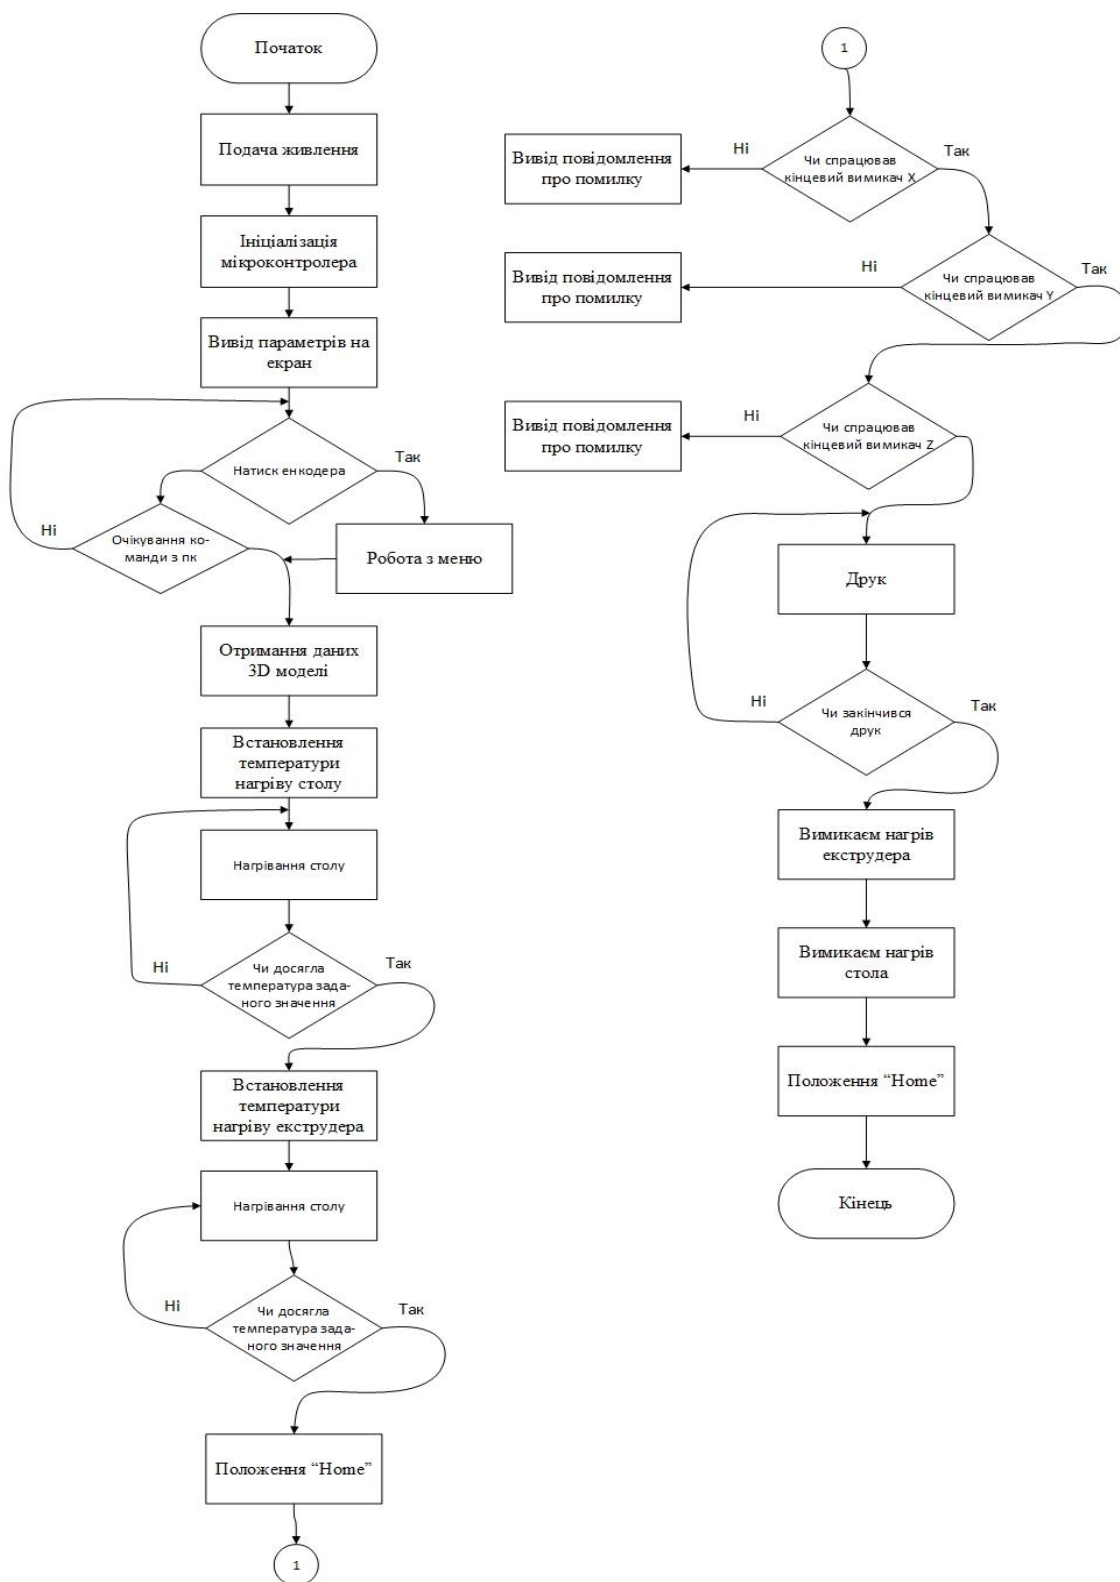 Початок
Подача живлення
Ініціалізація
мікроконтролера
Вивід параметрів на
екран
Натиск енкодера
Так
Ні
Очікування ко-
манди з пк
Робота з меню
Отримання даних
3D моделі
Встановлення
температури
нагріву столу
Нагрівання столу
Ні
Чи досягла
температура зада-
ного значення
Так
Встановлення
температури
нагріву екструдера
Нагрівання столу
Ні
Чи досягла
температура зада-
ного значення
Так
Положення “Home”
1
1
Вивід повідомлення
про помилку
Ні
Чи спрацював
кінцевий вимикач X
Так
Вивід повідомлення
про помилку
Ні
Чи спрацював
кінцевий вимикач Y
Так
Вивід повідомлення
про помилку
Ні
Чи спрацював
кінцевий вимикач Z
Друк
Ні
Чи закінчився
друк
Так
Вимикаєм нагрів
екструдера
Вимикаєм нагрів
стола
Положення “Home”
Кінець